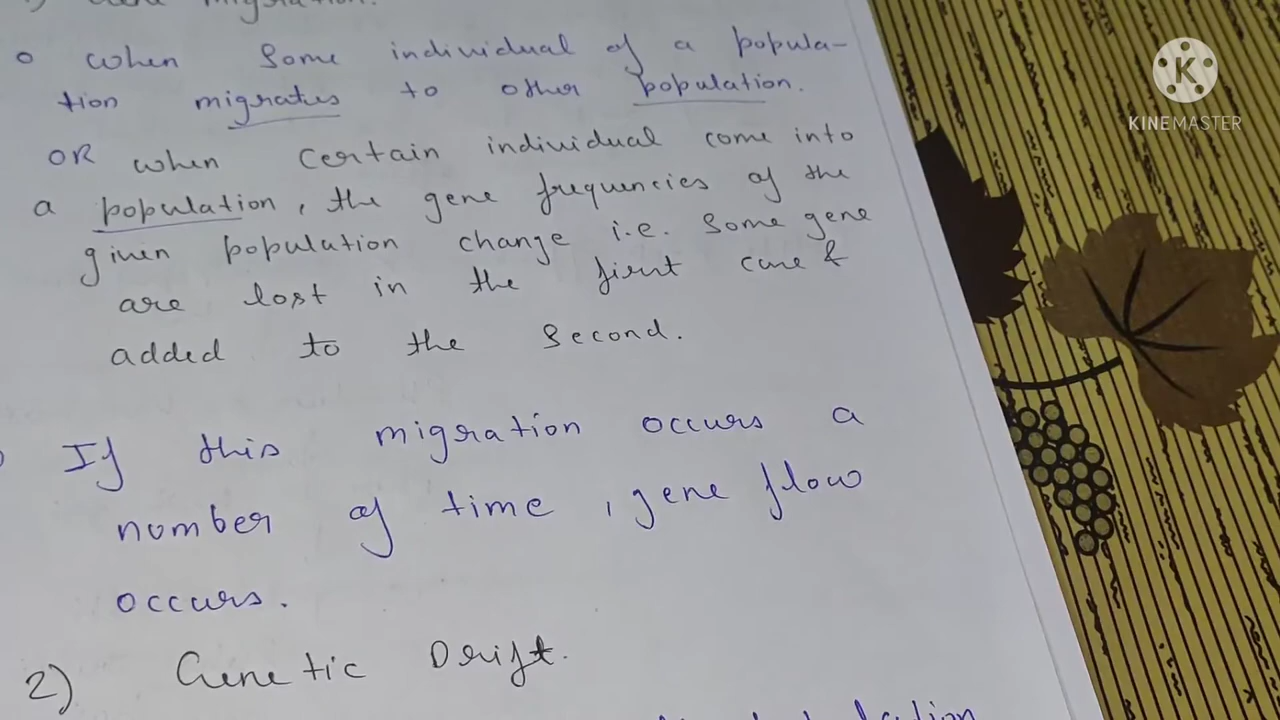 Gene migration.
o when some individual of a popula-
tion migrates to other population.
OR when certain individual come into
a population, the gene frequencies of the
given population change i.e. some gene
are lost in the first case &
added to the second.
If this migration occurs a
number of time, gene flow
occurs.
2) Genetic Drift.
K
KINEMASTER